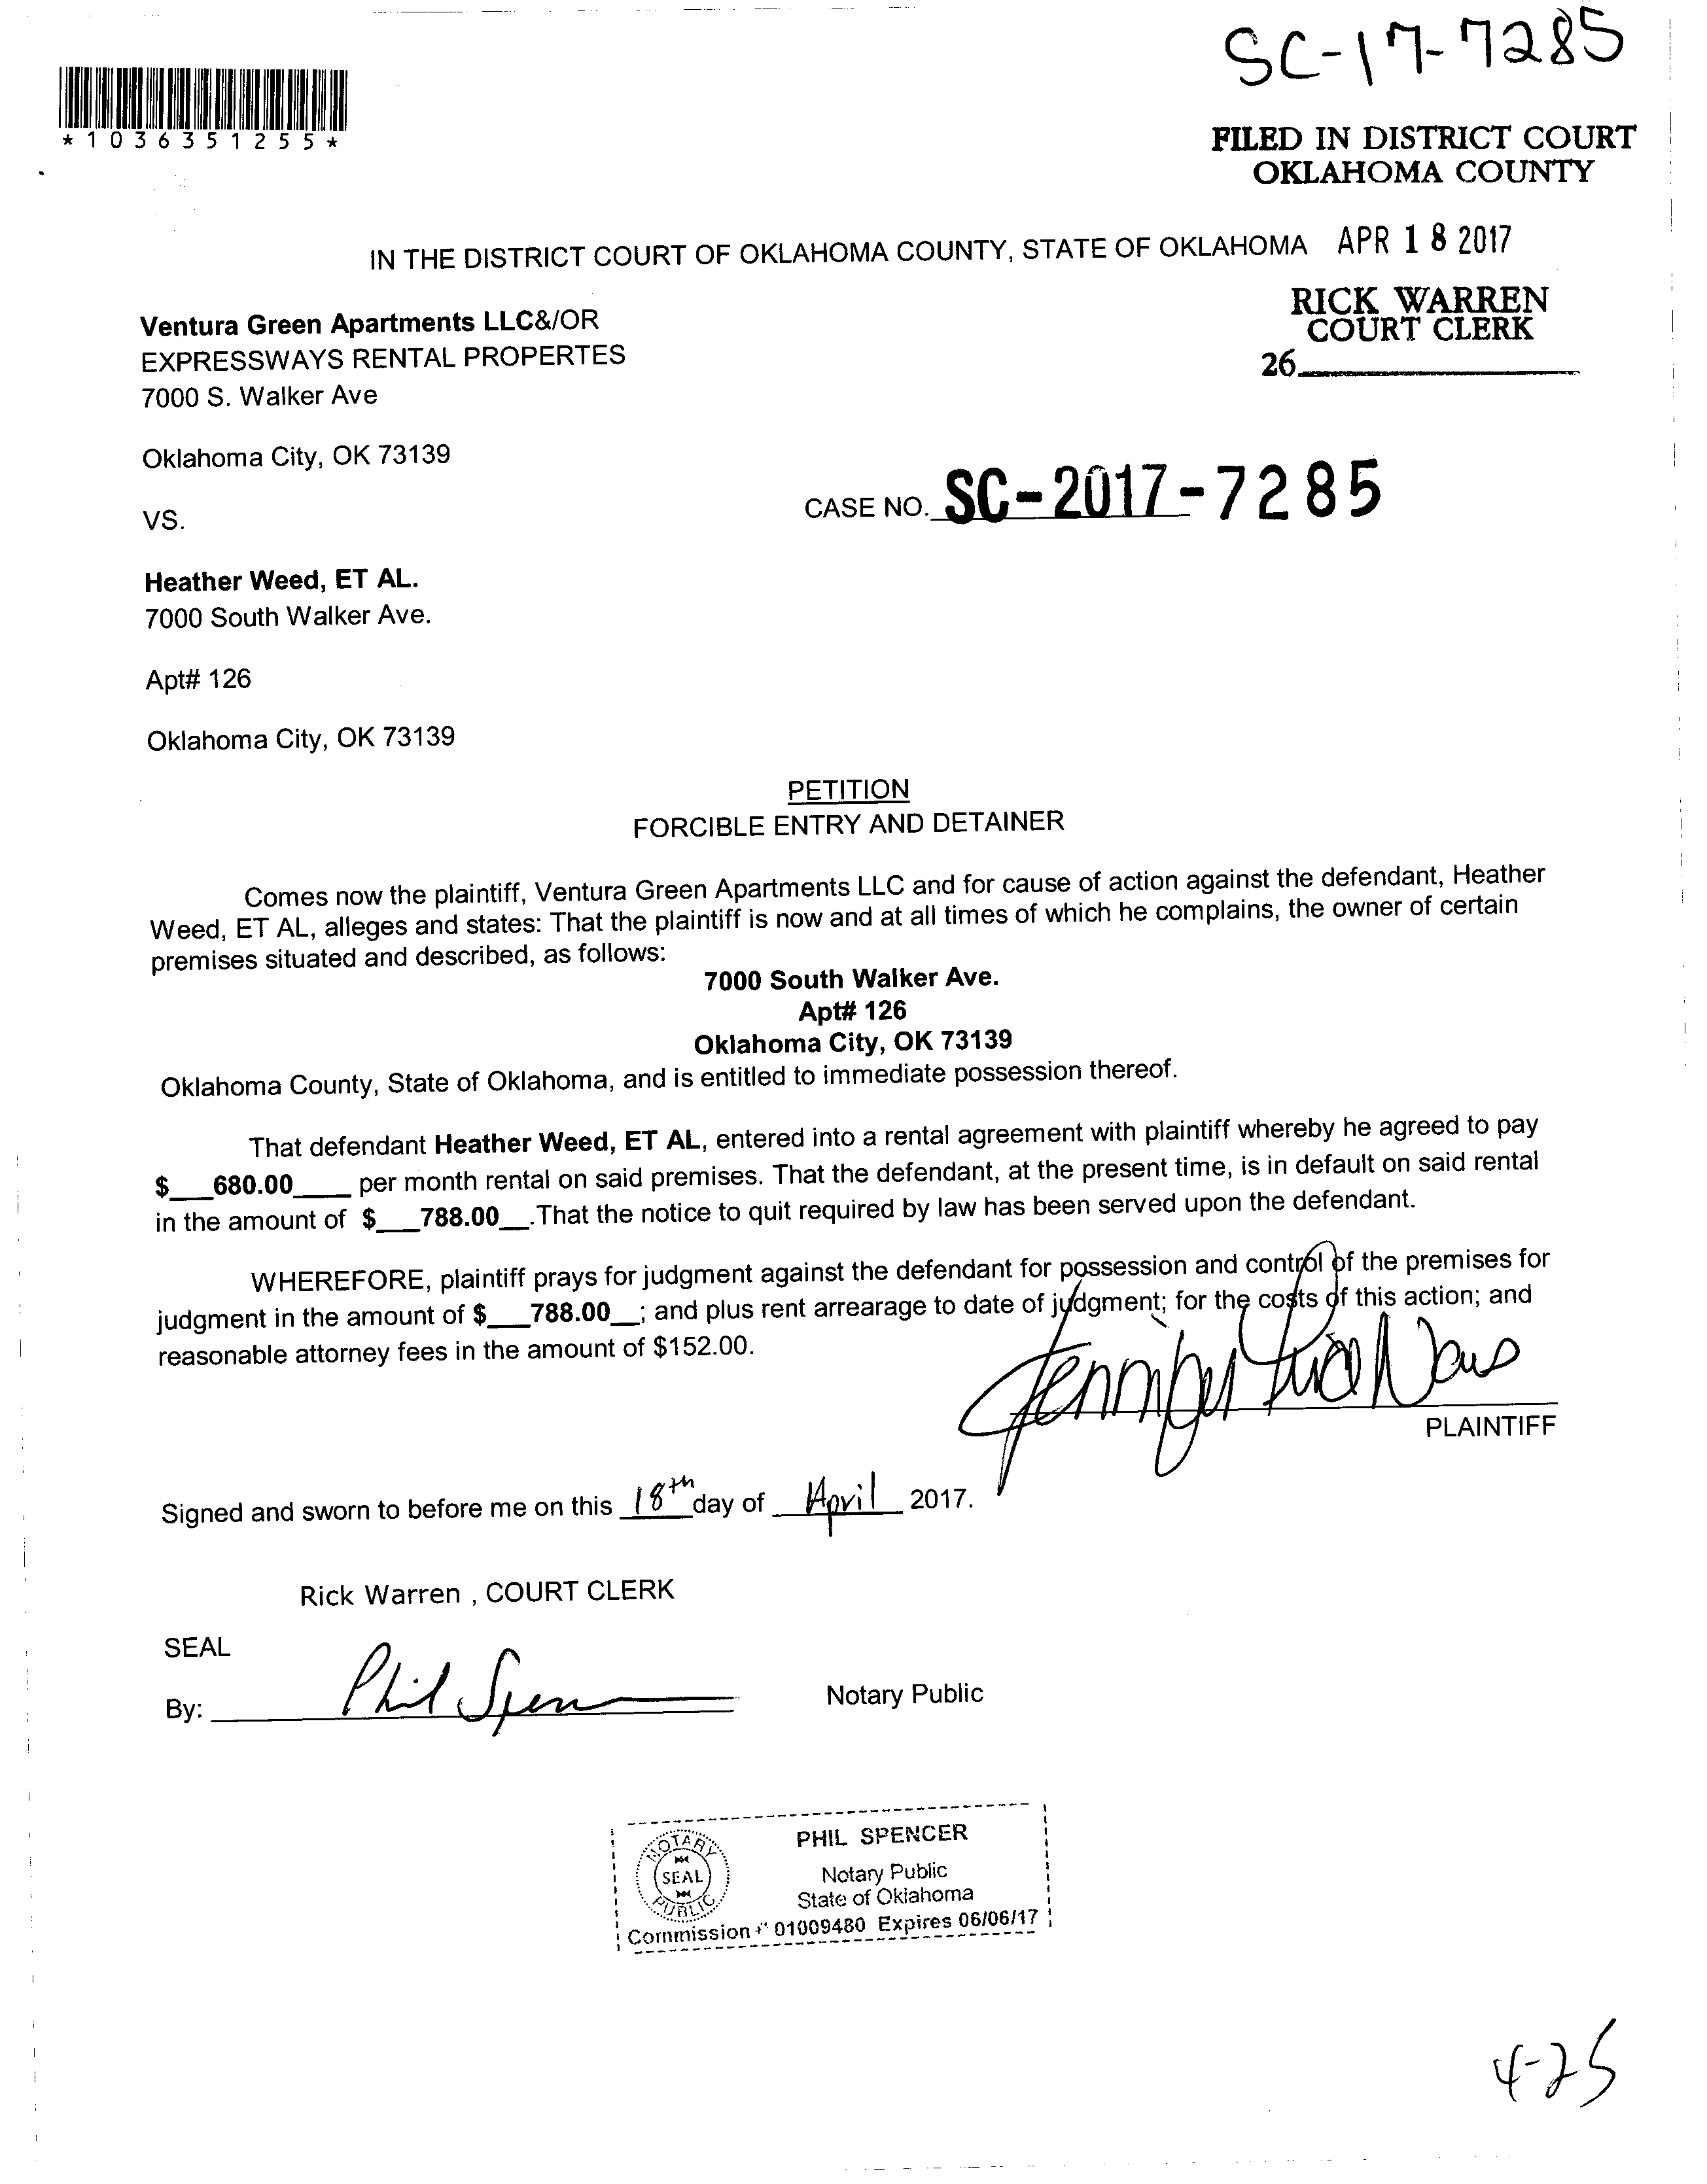 SC-17-7285
*1036351255*
FILED IN DISTRICT COURT
OKLAHOMA COUNTY
IN THE DISTRICT COURT OF OKLAHOMA COUNTY, STATE OF OKLAHOMA APR 18 2017
RICK WARREN
COURT CLERK
26
Ventura Green Apartments LLC&/OR
EXPRESSWAYS RENTAL PROPERTES
7000 S. Walker Ave
Oklahoma City, OK 73139
CASE NO. SC-2017-7285
VS.
Heather Weed, ET AL.
7000 South Walker Ave.
Apt# 126
Oklahoma City, OK 73139
PETITION
FORCIBLE ENTRY AND DETAINER
Comes now the plaintiff, Ventura Green Apartments LLC and for cause of action against the defendant, Heather
Weed, ET AL, alleges and states: That the plaintiff is now and at all times of which he complains, the owner of certain
premises situated and described, as follows:
7000 South Walker Ave.
Apt# 126
Oklahoma City, OK 73139
Oklahoma County, State of Oklahoma, and is entitled to immediate possession thereof.
That defendant Heather Weed, ET AL, entered into a rental agreement with plaintiff whereby he agreed to pay
$___680.00____ per month rental on said premises. That the defendant, at the present time, is in default on said rental
in the amount of $___788.00__.That the notice to quit required by law has been served upon the defendant.
WHEREFORE, plaintiff prays for judgment against the defendant for possession and control of the premises for
judgment in the amount of $___788.00__; and plus rent arrearage to date of judgment; for the costs of this action; and
reasonable attorney fees in the amount of $152.00.
Jennifer
PLAINTIFF
Signed and sworn to before me on this 18th day of April 2017.
Rick Warren , COURT CLERK
SEAL
By: Phil Spen Notary Public
NOTARY
SEAL
PUBLIC
PHIL SPENCER
Notary Public
State of Oklahoma
Commission # 01009480 Expires 06/06/17
4-25